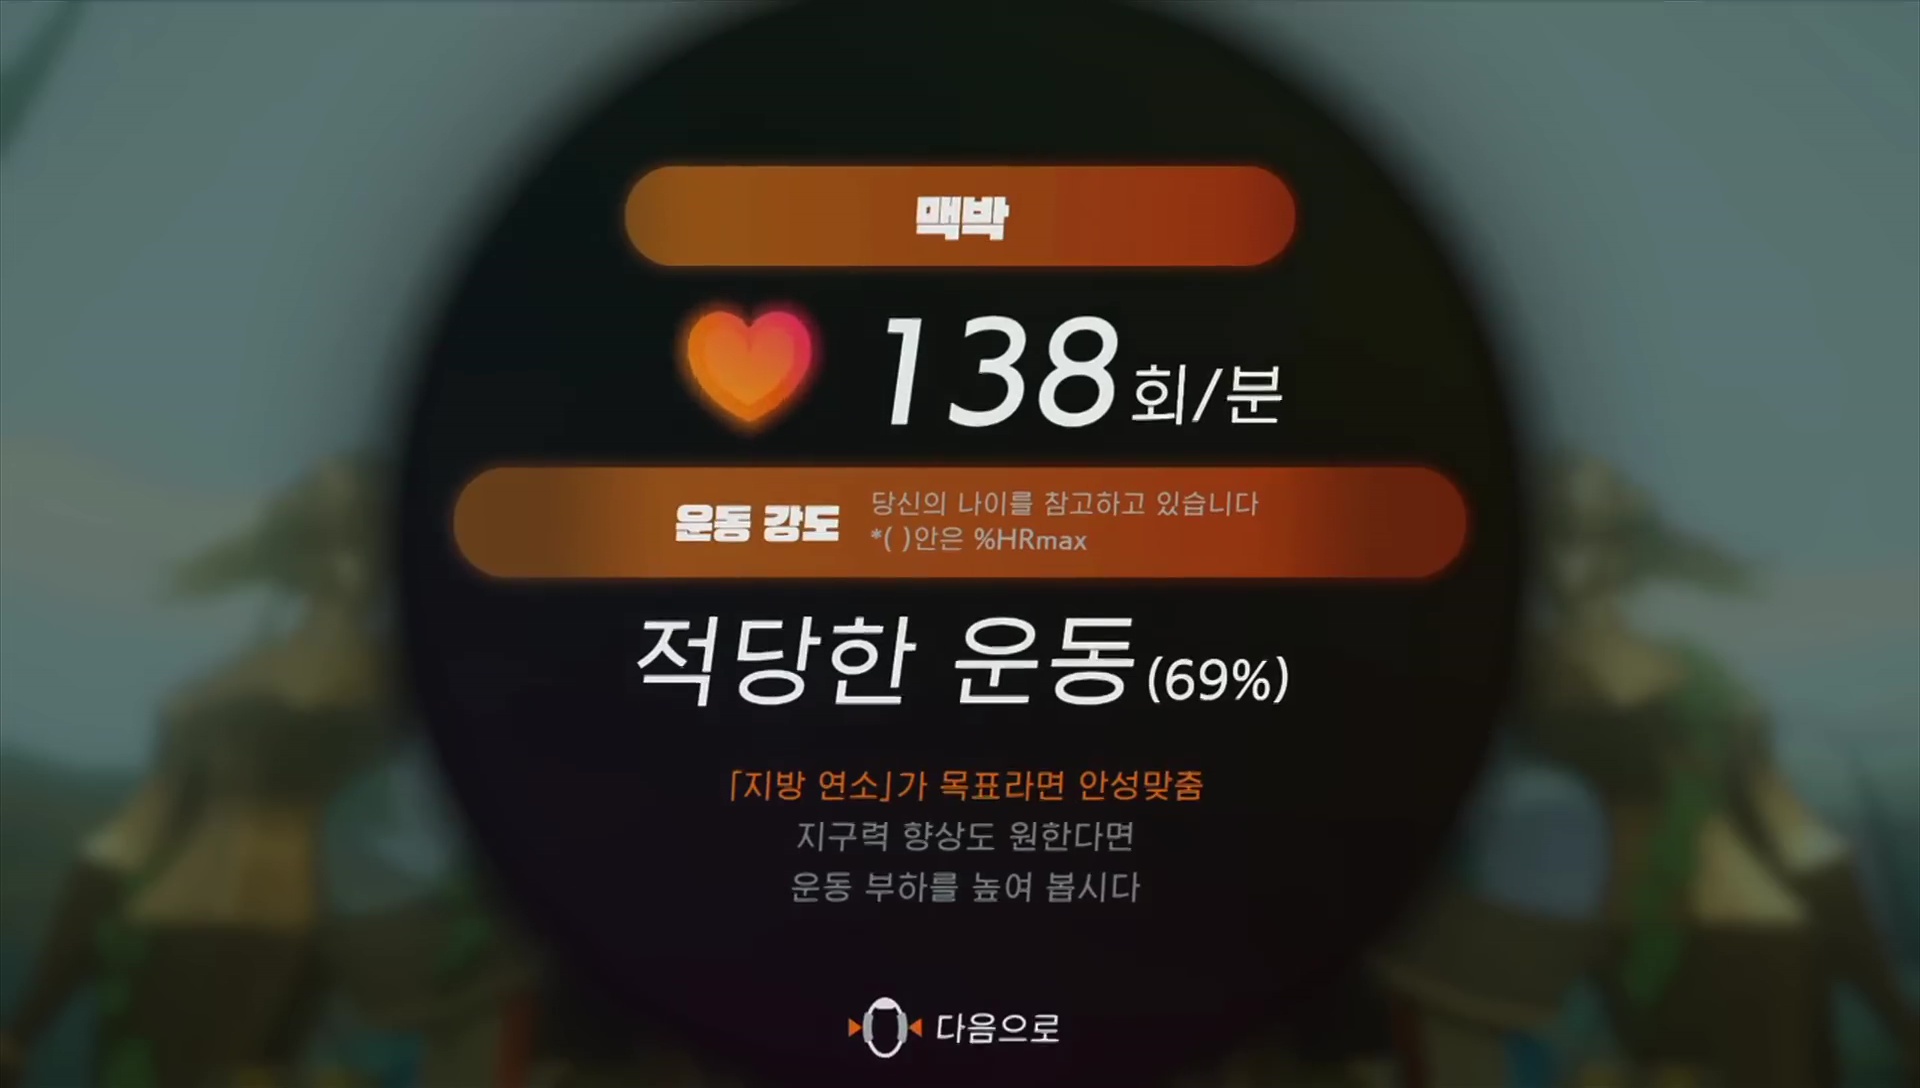 맥박
138회/분
운동 강도
당신의 나이를 참고하고 있습니다
*( )안은 %HRmax
적당한 운동(69%)
「지방 연소」가 목표라면 안성맞춤
지구력 향상도 원한다면
운동 부하를 높여 봅시다
다음으로